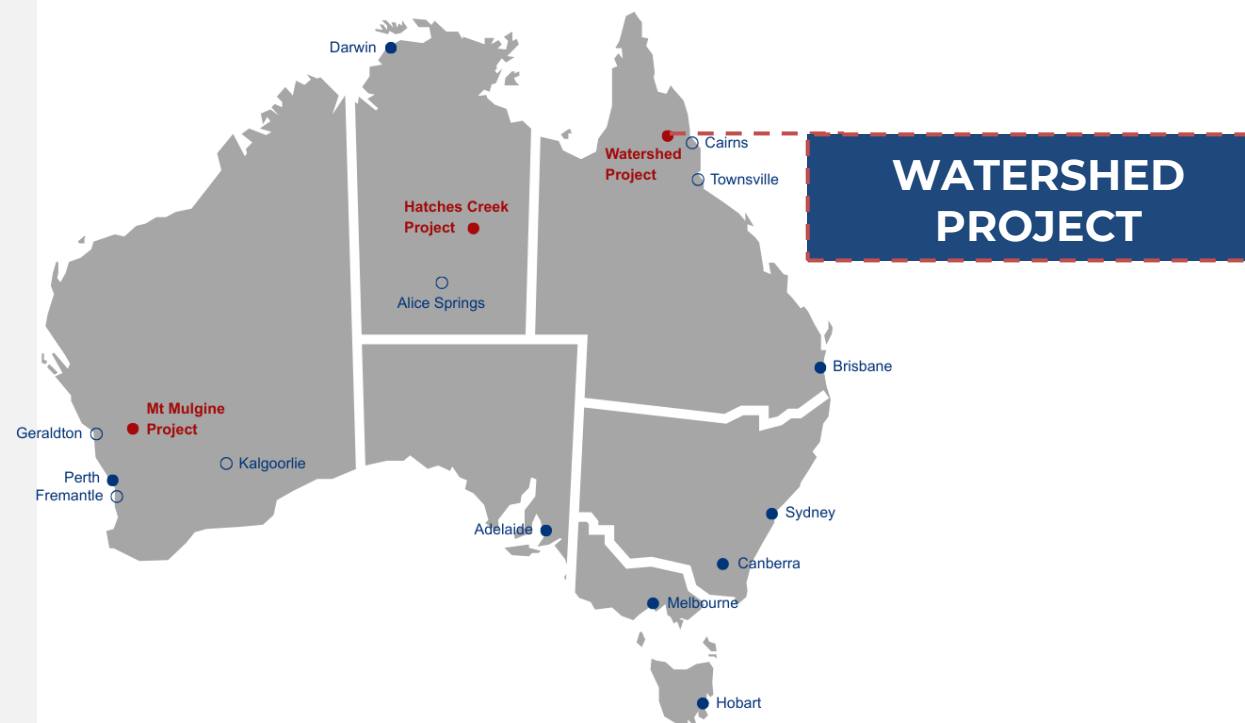 Darwin
WATERSHED
PROJECT
Watershed
Project
Cairns
Townsville
Hatches Creek
Project
Alice Springs
Brisbane
Mt Mulgine
Project
Geraldton
Kalgoorlie
Perth
Fremantle
Adelaide
Sydney
Canberra
Melbourne
Hobart